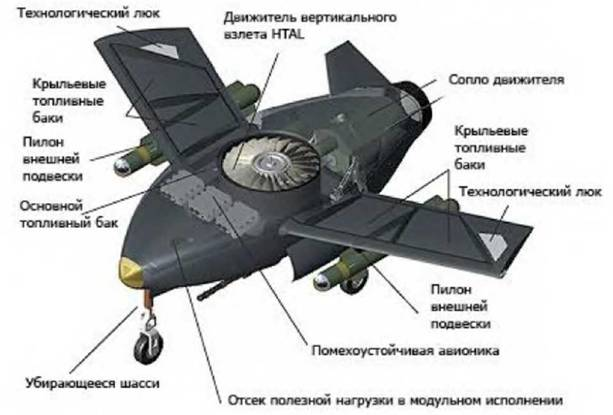 Технологический люк
Движитель вертикального
взлета HTAL
Сопло движителя
Крыльевые
топливные
баки
Крыльевые
топливные
баки
Пилон
внешней
подвески
Технологический люк
Основной
топливный бак
Пилон
внешней
подвески
Помехоустойчивая авионика
Убирающееся шасси
Отсек полезной нагрузки в модульном исполнении